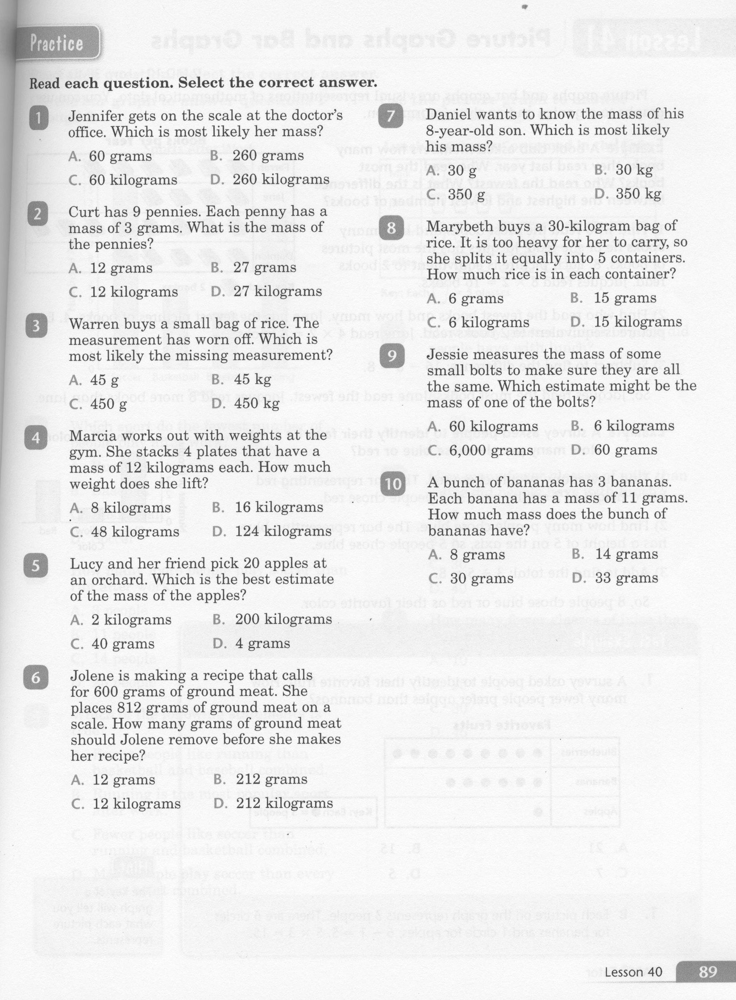 Practice
Read each question. Select the correct answer.
1 Jennifer gets on the scale at the doctor's
office. Which is most likely her mass?
A. 60 grams B. 260 grams
C. 60 kilograms D. 260 kilograms
2 Curt has 9 pennies. Each penny has a
mass of 3 grams. What is the mass of
the pennies?
A. 12 grams B. 27 grams
C. 12 kilograms D. 27 kilograms
3 Warren buys a small bag of rice. The
measurement has worn off. Which is
most likely the missing measurement?
A. 45 g B. 45 kg
C. 450 g D. 450 kg
4 Marcia works out with weights at the
gym. She stacks 4 plates that have a
mass of 12 kilograms each. How much
weight does she lift?
A. 8 kilograms B. 16 kilograms
C. 48 kilograms D. 124 kilograms
5 Lucy and her friend pick 20 apples at
an orchard. Which is the best estimate
of the mass of the apples?
A. 2 kilograms B. 200 kilograms
C. 40 grams D. 4 grams
6 Jolene is making a recipe that calls
for 600 grams of ground meat. She
places 812 grams of ground meat on a
scale. How many grams of ground meat
should Jolene remove before she makes
her recipe?
A. 12 grams B. 212 grams
C. 12 kilograms D. 212 kilograms
7 Daniel wants to know the mass of his
8-year-old son. Which is most likely
his mass?
A. 30 g B. 30 kg
C. 350 g D. 350 kg
8 Marybeth buys a 30-kilogram bag of
rice. It is too heavy for her to carry, so
she splits it equally into 5 containers.
How much rice is in each container?
A. 6 grams B. 15 grams
C. 6 kilograms D. 15 kilograms
9 Jessie measures the mass of some
small bolts to make sure they are all
the same. Which estimate might be the
mass of one of the bolts?
A. 60 kilograms B. 6 kilograms
C. 6,000 grams D. 60 grams
10 A bunch of bananas has 3 bananas.
Each banana has a mass of 11 grams.
How much mass does the bunch of
bananas have?
A. 8 grams B. 14 grams
C. 30 grams D. 33 grams
Lesson 40 89